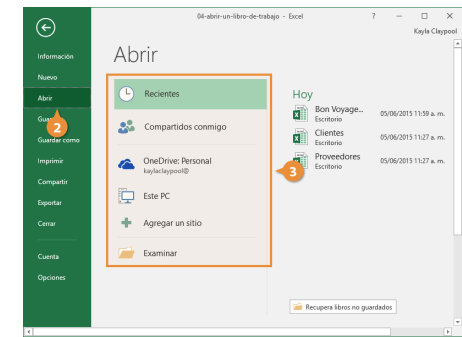 04-abrir-un-libro-de-trabajo - Excel
?
Kayla Claypool
Información
Nuevo
Abrir
2
Guardar como
Imprimir
Compartir
Exportar
Cerrar
Cuenta
Opciones
Abrir
Recientes
Compartidos conmigo
OneDrive: Personal
kaylaclaypool@
Este PC
Agregar un sitio
Examinar
3
Hoy
Bon Voyage...
Escritorio
05/06/2015 11:59 a. m.
Clientes
Escritorio
05/06/2015 11:27 a. m.
Proveedores
Escritorio
05/06/2015 11:27 a. m.
Recupera libros no guardados